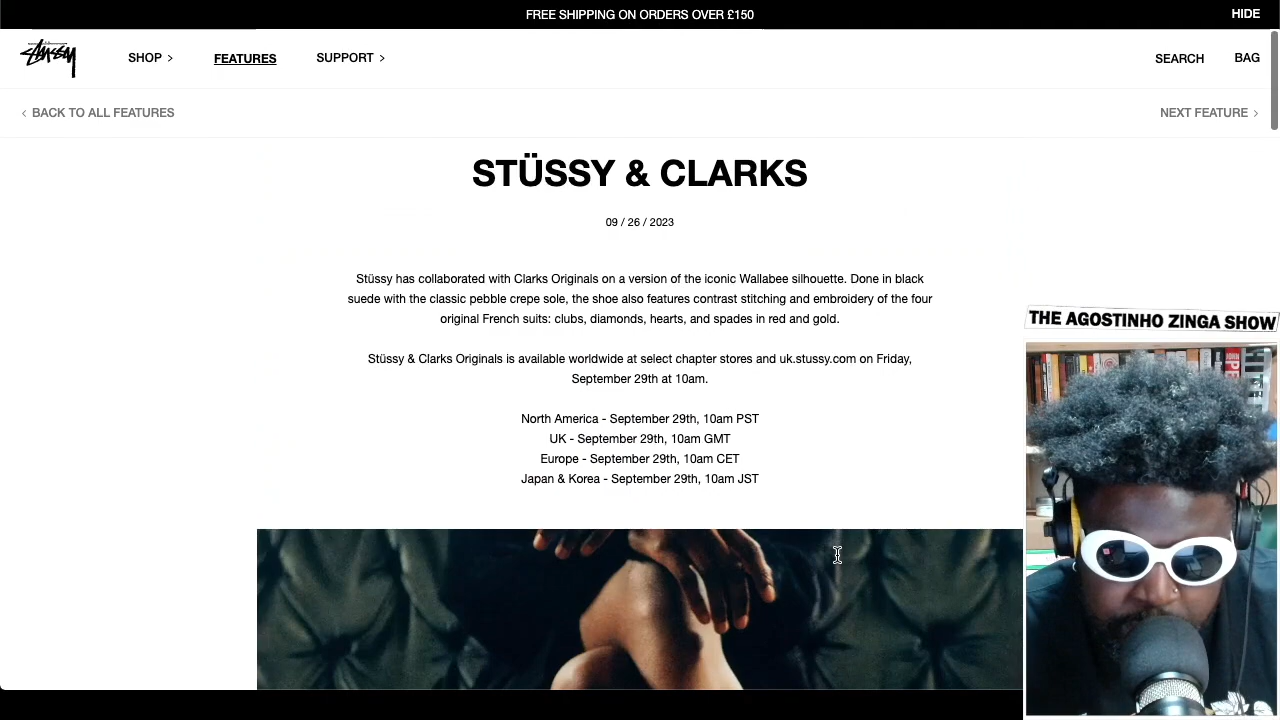 FREE SHIPPING ON ORDERS OVER £150
HIDE
Stüssy
SHOP >
FEATURES
SUPPORT >
SEARCH
BAG
< BACK TO ALL FEATURES
NEXT FEATURE >
STÜSSY & CLARKS
09 / 26 / 2023
Stüssy has collaborated with Clarks Originals on a version of the iconic Wallabee silhouette. Done in black
suede with the classic pebble crepe sole, the shoe also features contrast stitching and embroidery of the four
original French suits: clubs, diamonds, hearts, and spades in red and gold.
Stüssy & Clarks Originals is available worldwide at select chapter stores and uk.stussy.com on Friday,
September 29th at 10am.
North America - September 29th, 10am PST
UK - September 29th, 10am GMT
Europe - September 29th, 10am CET
Japan & Korea - September 29th, 10am JST
THE AGOSTINHO ZINGA SHOW